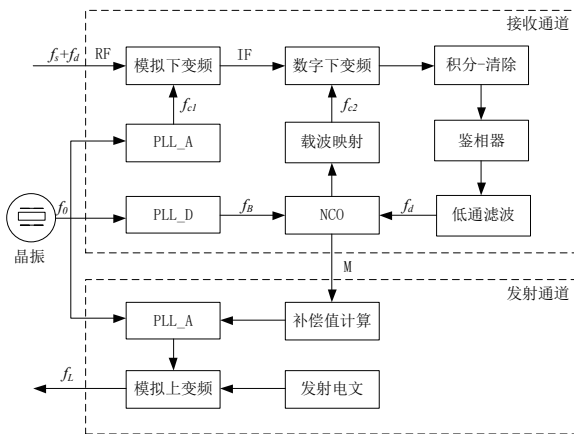 接收通道
fs+fd RF 模拟下变频 IF 数字下变频 积分-清除
fc1 fc2
PLL_A 载波映射 鉴相器
f0 PLL_D fB NCO fd 低通滤波
晶振
M
发射通道
PLL_A 补偿值计算
fL 模拟上变频 发射电文